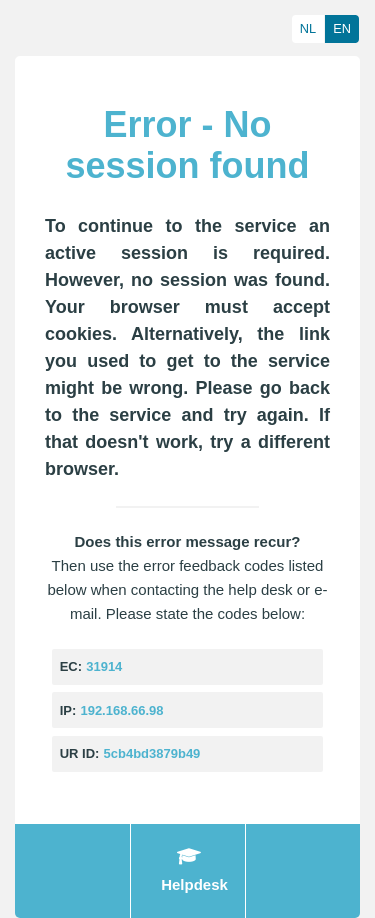 NL EN
Error - No
session found
To continue to the service an
active session is required.
However, no session was found.
Your browser must accept
cookies. Alternatively, the link
you used to get to the service
might be wrong. Please go back
to the service and try again. If
that doesn't work, try a different
browser.
Does this error message recur?
Then use the error feedback codes listed
below when contacting the help desk or e-
mail. Please state the codes below:
EC: 31914
IP: 192.168.66.98
UR ID: 5cb4bd3879b49
Helpdesk